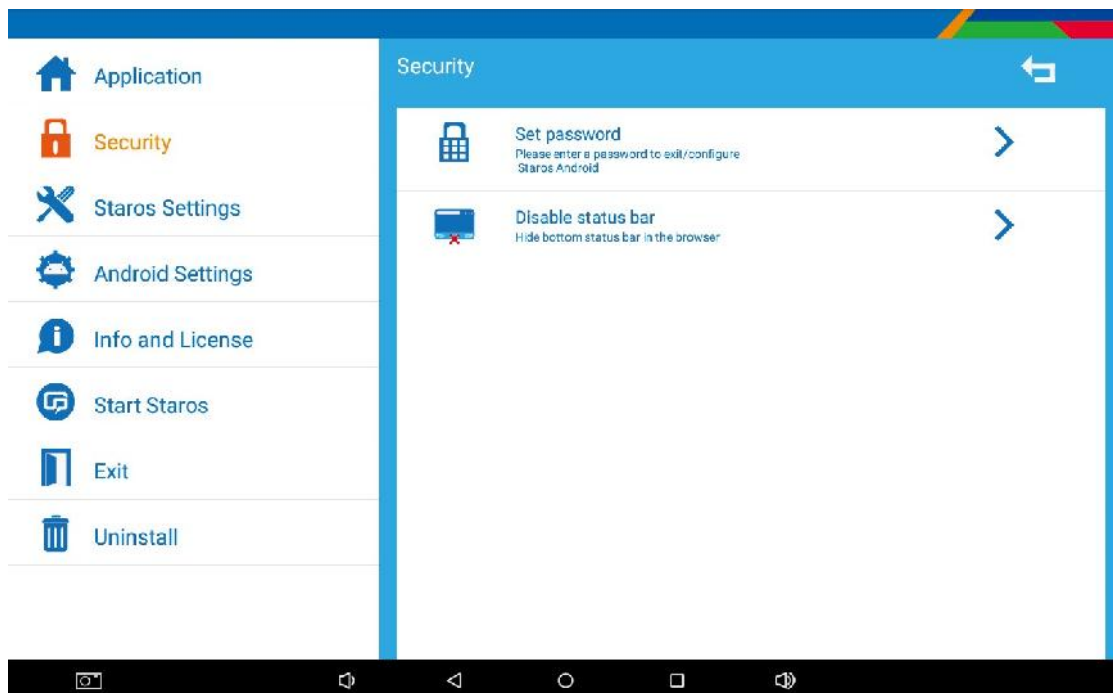 Application
Security
Staros Settings
Android Settings
Info and License
Start Staros
Exit
Uninstall
Security
Set password
Please enter a password to exit/configure
Staros Android
Disable status bar
Hide bottom status bar in the browser